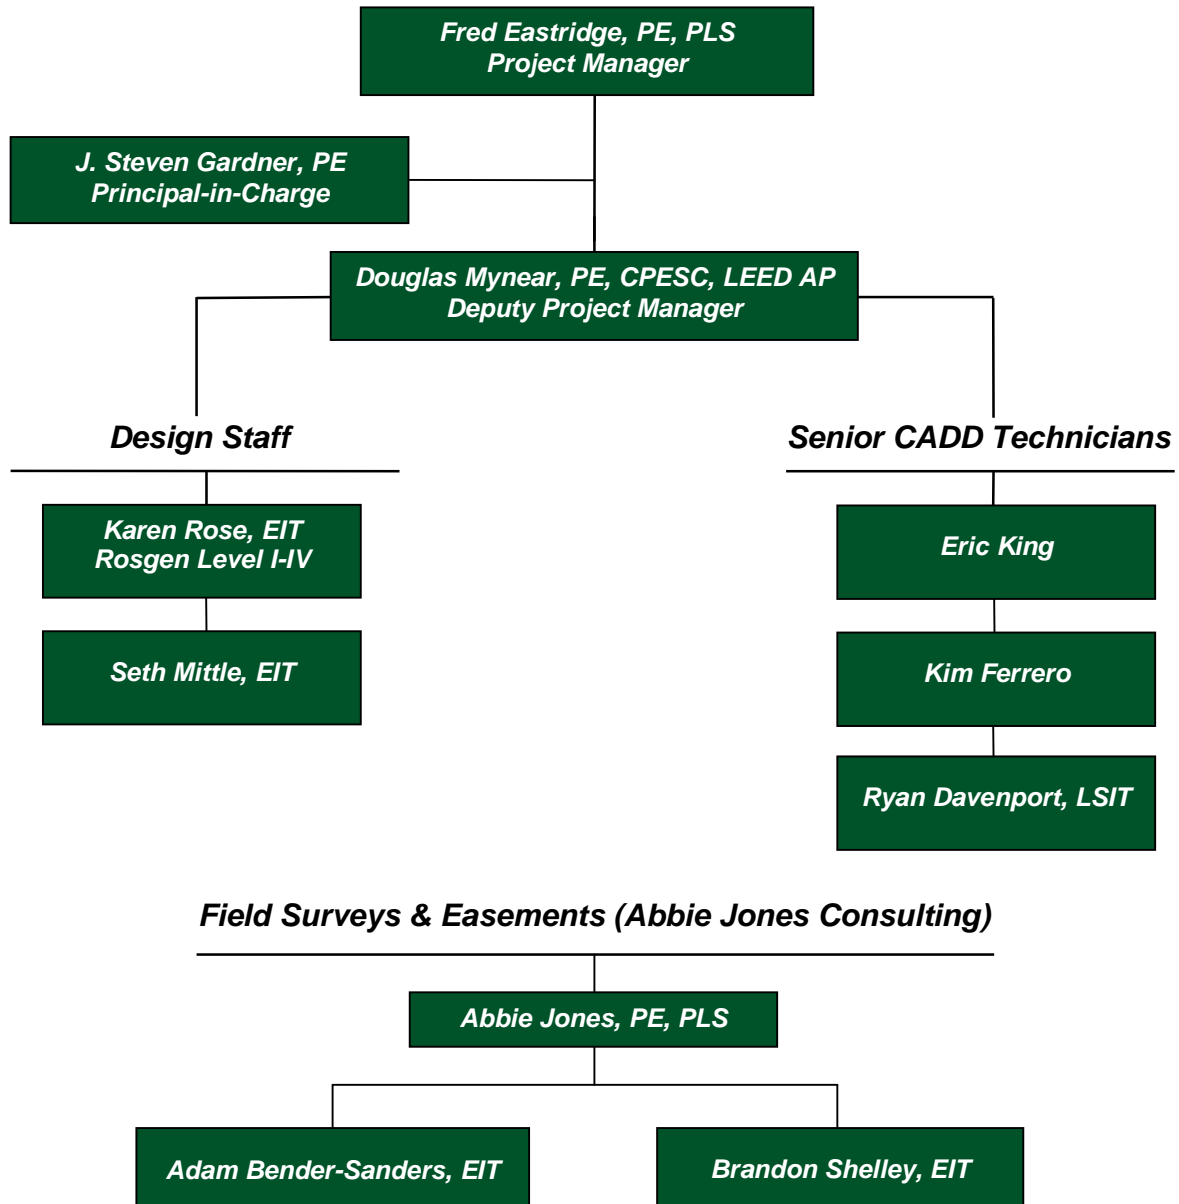 Fred Eastridge, PE, PLS
Project Manager
J. Steven Gardner, PE
Principal-in-Charge
Douglas Mynear, PE, CPESC, LEED AP
Deputy Project Manager
Design Staff
Karen Rose, EIT
Rosgen Level I-IV
Seth Mittle, EIT
Senior CADD Technicians
Eric King
Kim Ferrero
Ryan Davenport, LSIT
Field Surveys & Easements (Abbie Jones Consulting)
Abbie Jones, PE, PLS
Adam Bender-Sanders, EIT
Brandon Shelley, EIT